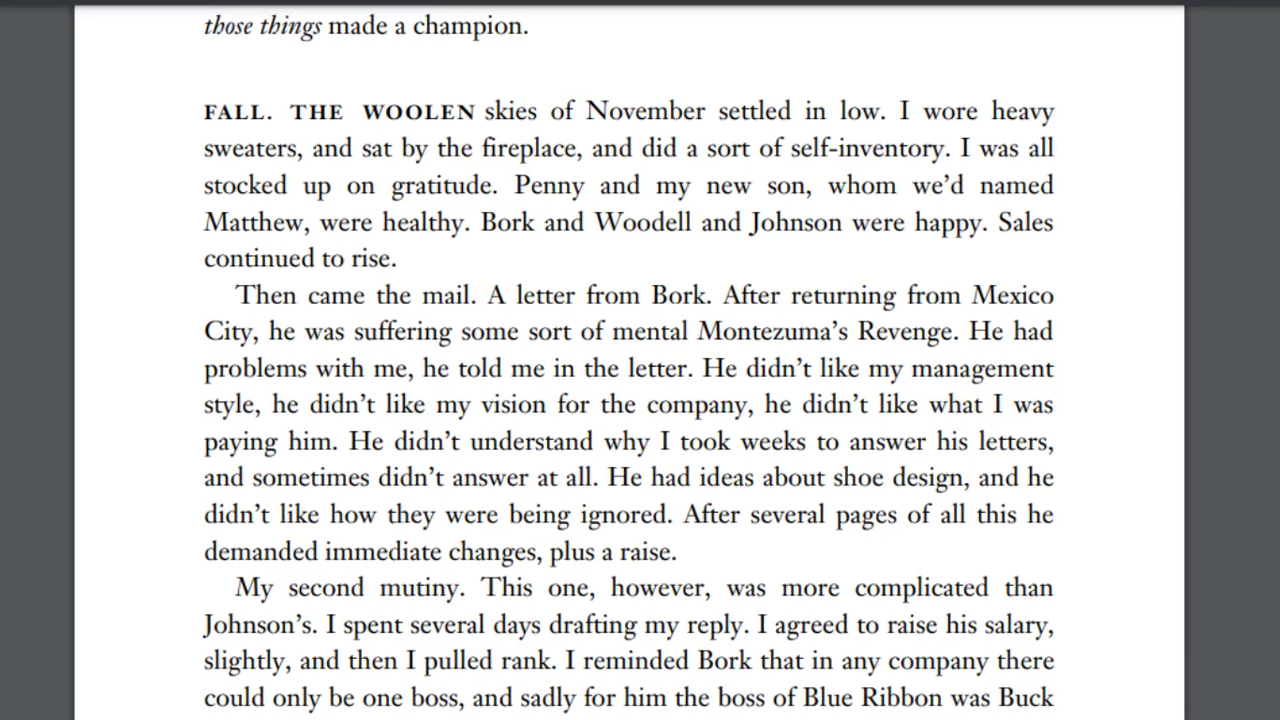 those things made a champion.
FALL. THE WOOLEN skies of November settled in low. I wore heavy
sweaters, and sat by the fireplace, and did a sort of self-inventory. I was all
stocked up on gratitude. Penny and my new son, whom we’d named
Matthew, were healthy. Bork and Woodell and Johnson were happy. Sales
continued to rise.
Then came the mail. A letter from Bork. After returning from Mexico
City, he was suffering some sort of mental Montezuma’s Revenge. He had
problems with me, he told me in the letter. He didn’t like my management
style, he didn’t like my vision for the company, he didn’t like what I was
paying him. He didn’t understand why I took weeks to answer his letters,
and sometimes didn’t answer at all. He had ideas about shoe design, and he
didn’t like how they were being ignored. After several pages of all this he
demanded immediate changes, plus a raise.
My second mutiny. This one, however, was more complicated than
Johnson’s. I spent several days drafting my reply. I agreed to raise his salary,
slightly, and then I pulled rank. I reminded Bork that in any company there
could only be one boss, and sadly for him the boss of Blue Ribbon was Buck